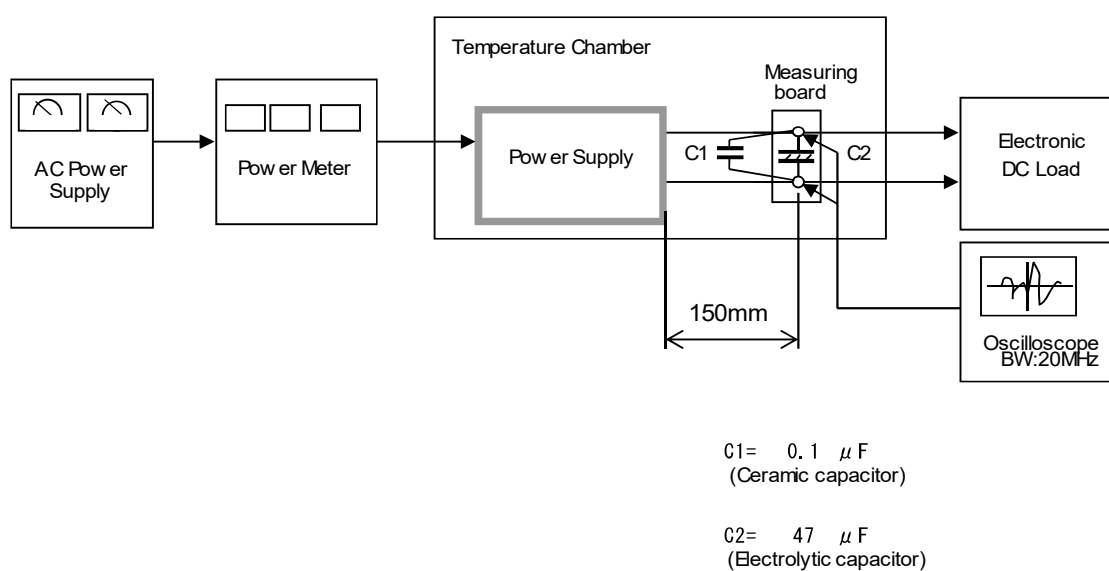 Temperature Chamber
Measuring
board
AC Power
Supply
Power Meter
Power Supply
C1
C2
Electronic
DC Load
150mm
Oscilloscope
BW:20MHz
C1= 0.1 μF
(Ceramic capacitor)
C2= 47 μF
(Electrolytic capacitor)